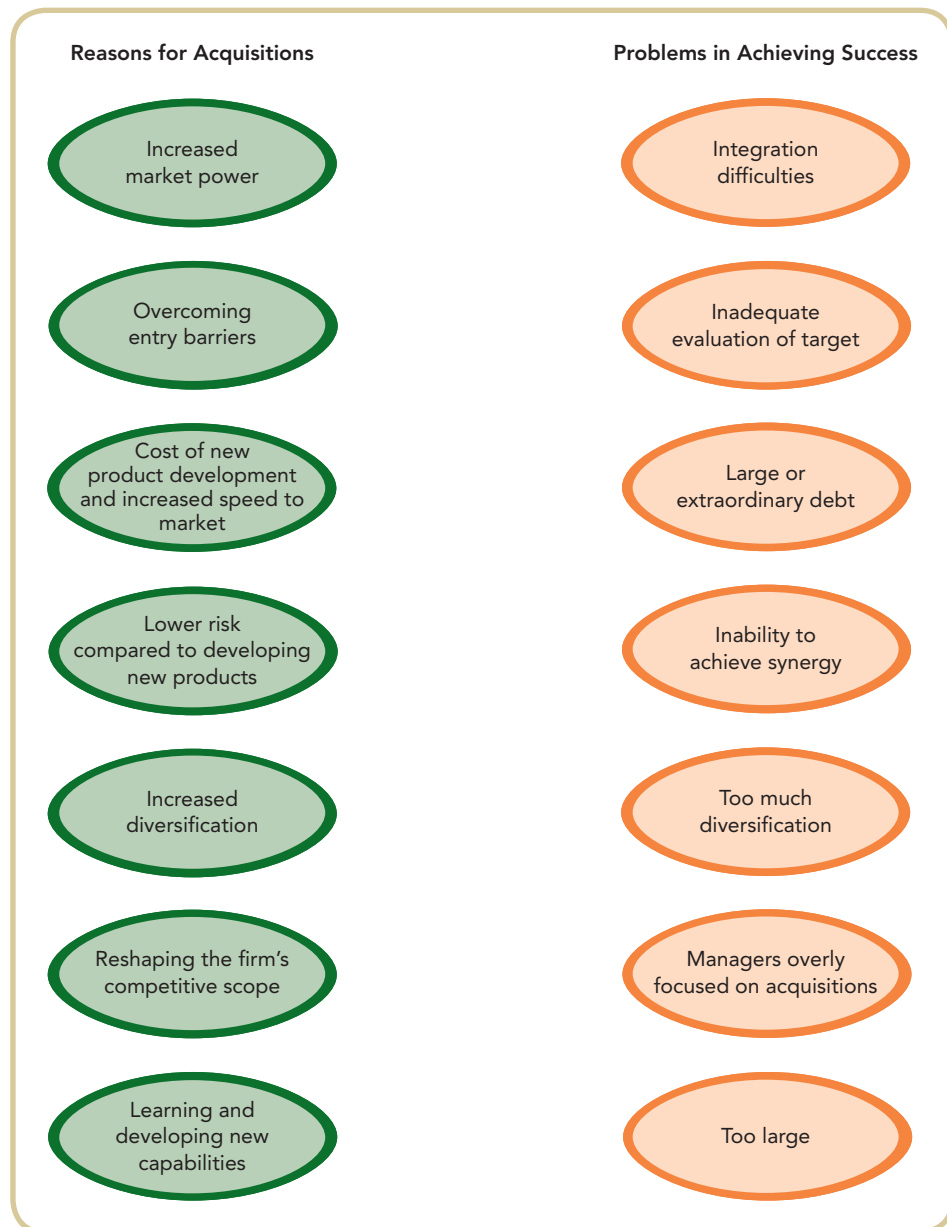 Reasons for Acquisitions
Increased
market power
Overcoming
entry barriers
Cost of new
product development
and increased speed to
market
Lower risk
compared to developing
new products
Increased
diversification
Reshaping the firm's
competitive scope
Learning and
developing new
capabilities
Problems in Achieving Success
Integration
difficulties
Inadequate
evaluation of target
Large or
extraordinary debt
Inability to
achieve synergy
Too much
diversification
Managers overly
focused on acquisitions
Too large